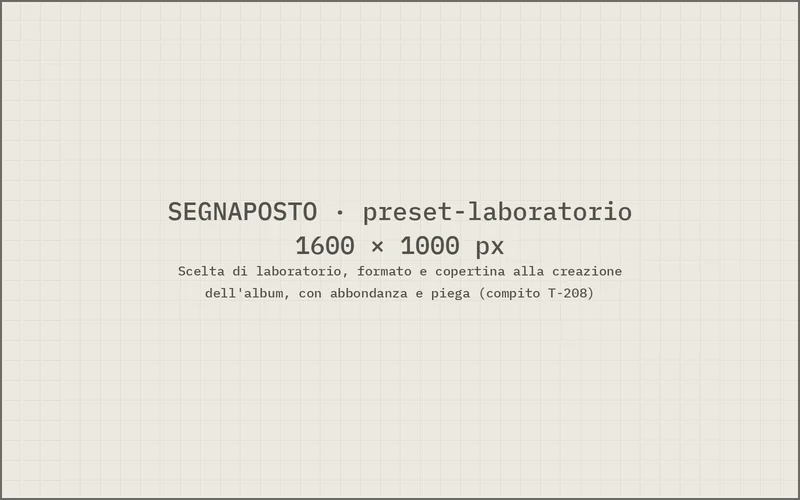 SEGNAPOSTO · preset-laboratorio
1600 × 1000 px
Scelta di laboratorio, formato e copertina alla creazione
dell'album, con abbondanza e piega (compito T-208)